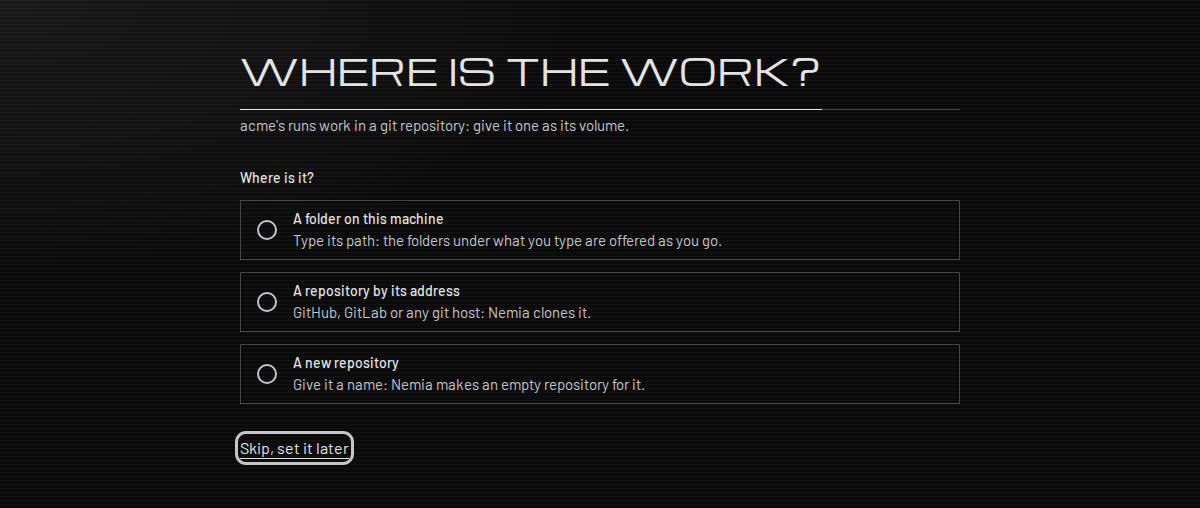 WHERE IS THE WORK?
acme's runs work in a git repository: give it one as its volume.
Where is it?
A folder on this machine
Type its path: the folders under what you type are offered as you go.
A repository by its address
GitHub, GitLab or any git host: Nemia clones it.
A new repository
Give it a name: Nemia makes an empty repository for it.
Skip, set it later